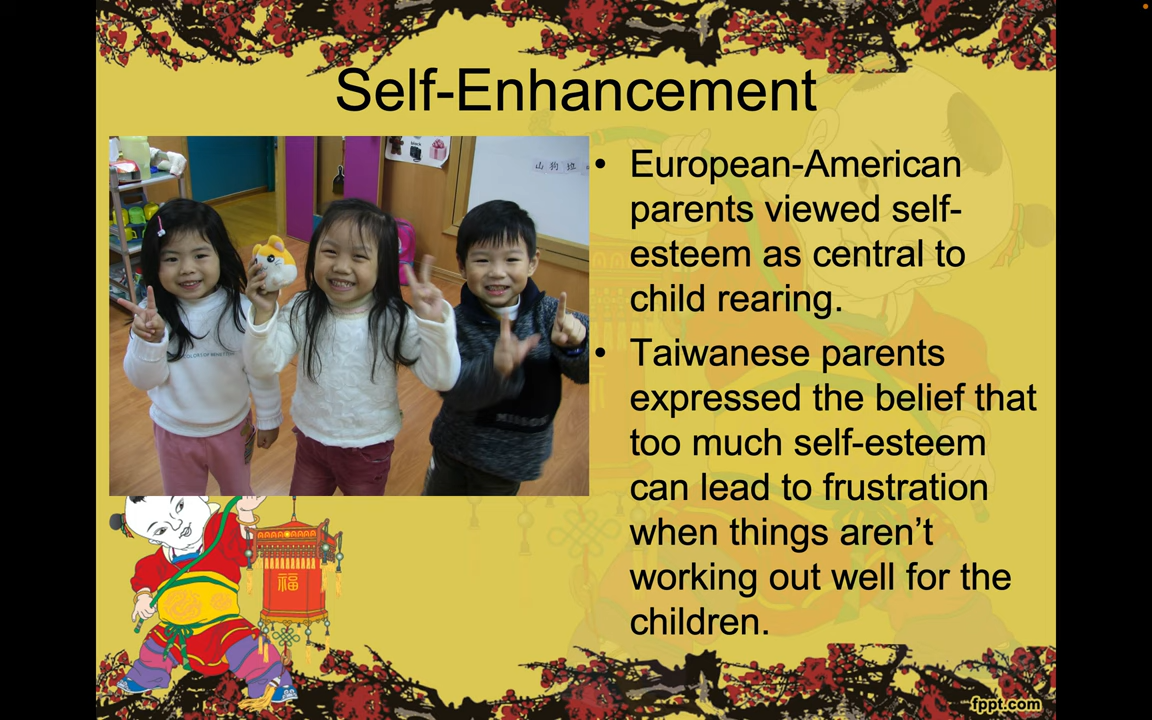 Self-Enhancement
山狗班
• European-American
parents viewed self-
esteem as central to
child rearing.
• Taiwanese parents
expressed the belief that
too much self-esteem
can lead to frustration
when things aren’t
working out well for the
children.
福
fppt.com